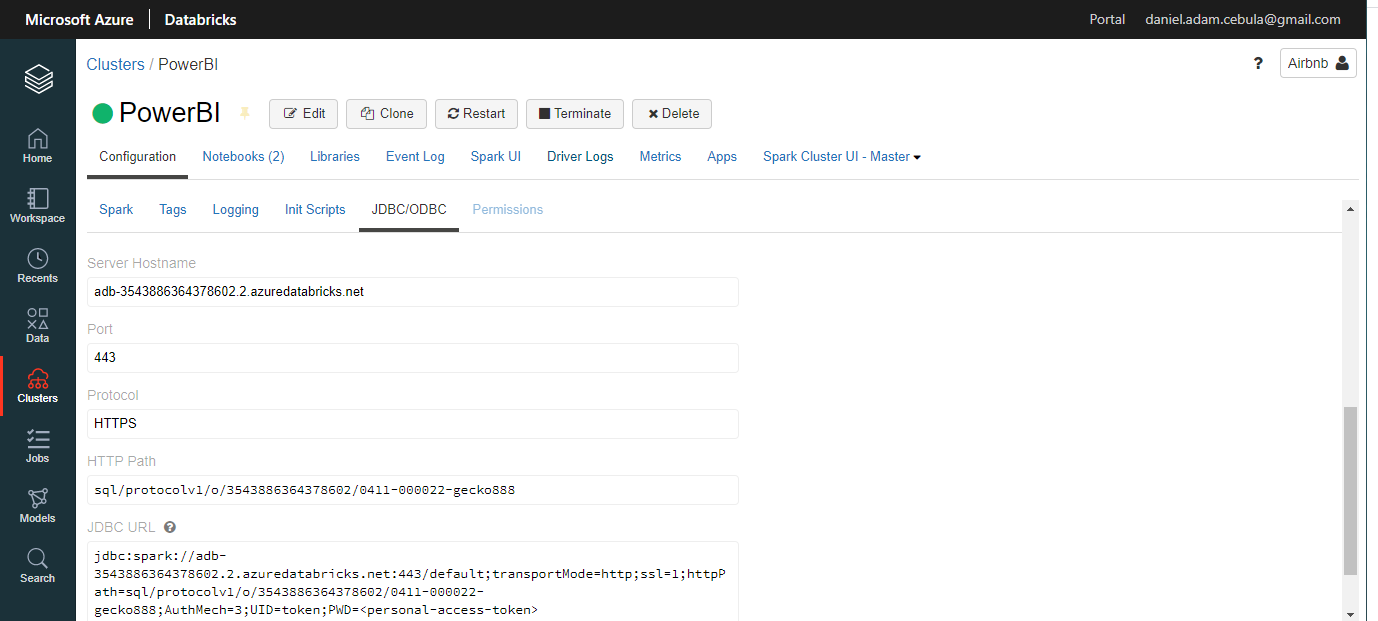 Microsoft Azure Databricks Portal daniel.adam.cebula@gmail.com
Clusters / PowerBI ? Airbnb
PowerBI Edit Clone Restart Terminate Delete
Configuration Notebooks (2) Libraries Event Log Spark UI Driver Logs Metrics Apps Spark Cluster UI - Master
Spark Tags Logging Init Scripts JDBC/ODBC Permissions
Home
Workspace
Recents
Data
Clusters
Jobs
Models
Search
Server Hostname
adb-3543886364378602.2.azuredatabricks.net
Port
443
Protocol
HTTPS
HTTP Path
sql/protocolv1/o/3543886364378602/0411-000022-gecko888
JDBC URL ?
jdbc:spark://adb-
3543886364378602.2.azuredatabricks.net:443/default;transportMode=http;ssl=1;httpP
ath=sql/protocolv1/o/3543886364378602/0411-000022-
gecko888;AuthMech=3;UID=token;PWD=<personal-access-token>